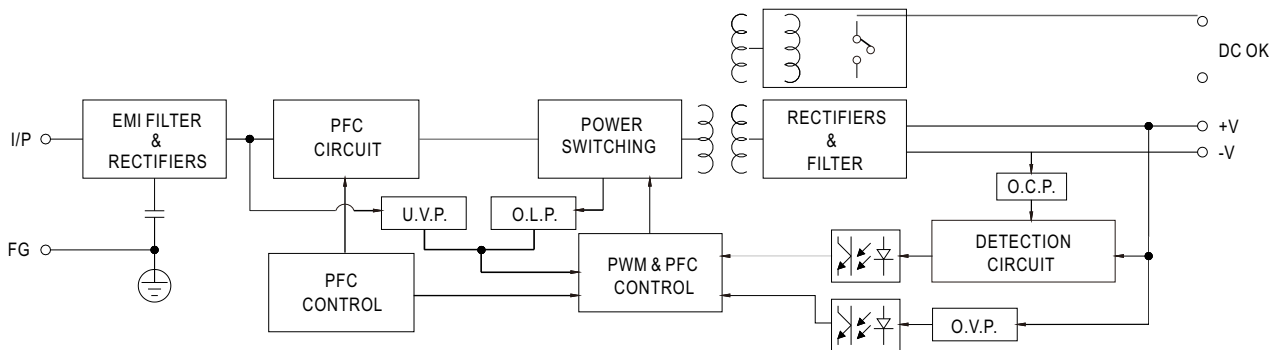 DC OK
I/P
EMI FILTER
&
RECTIFIERS
PFC
CIRCUIT
POWER
SWITCHING
RECTIFIERS
&
FILTER
+V
-V
O.C.P.
U.V.P.
O.L.P.
FG
PFC
CONTROL
PWM & PFC
CONTROL
DETECTION
CIRCUIT
O.V.P.